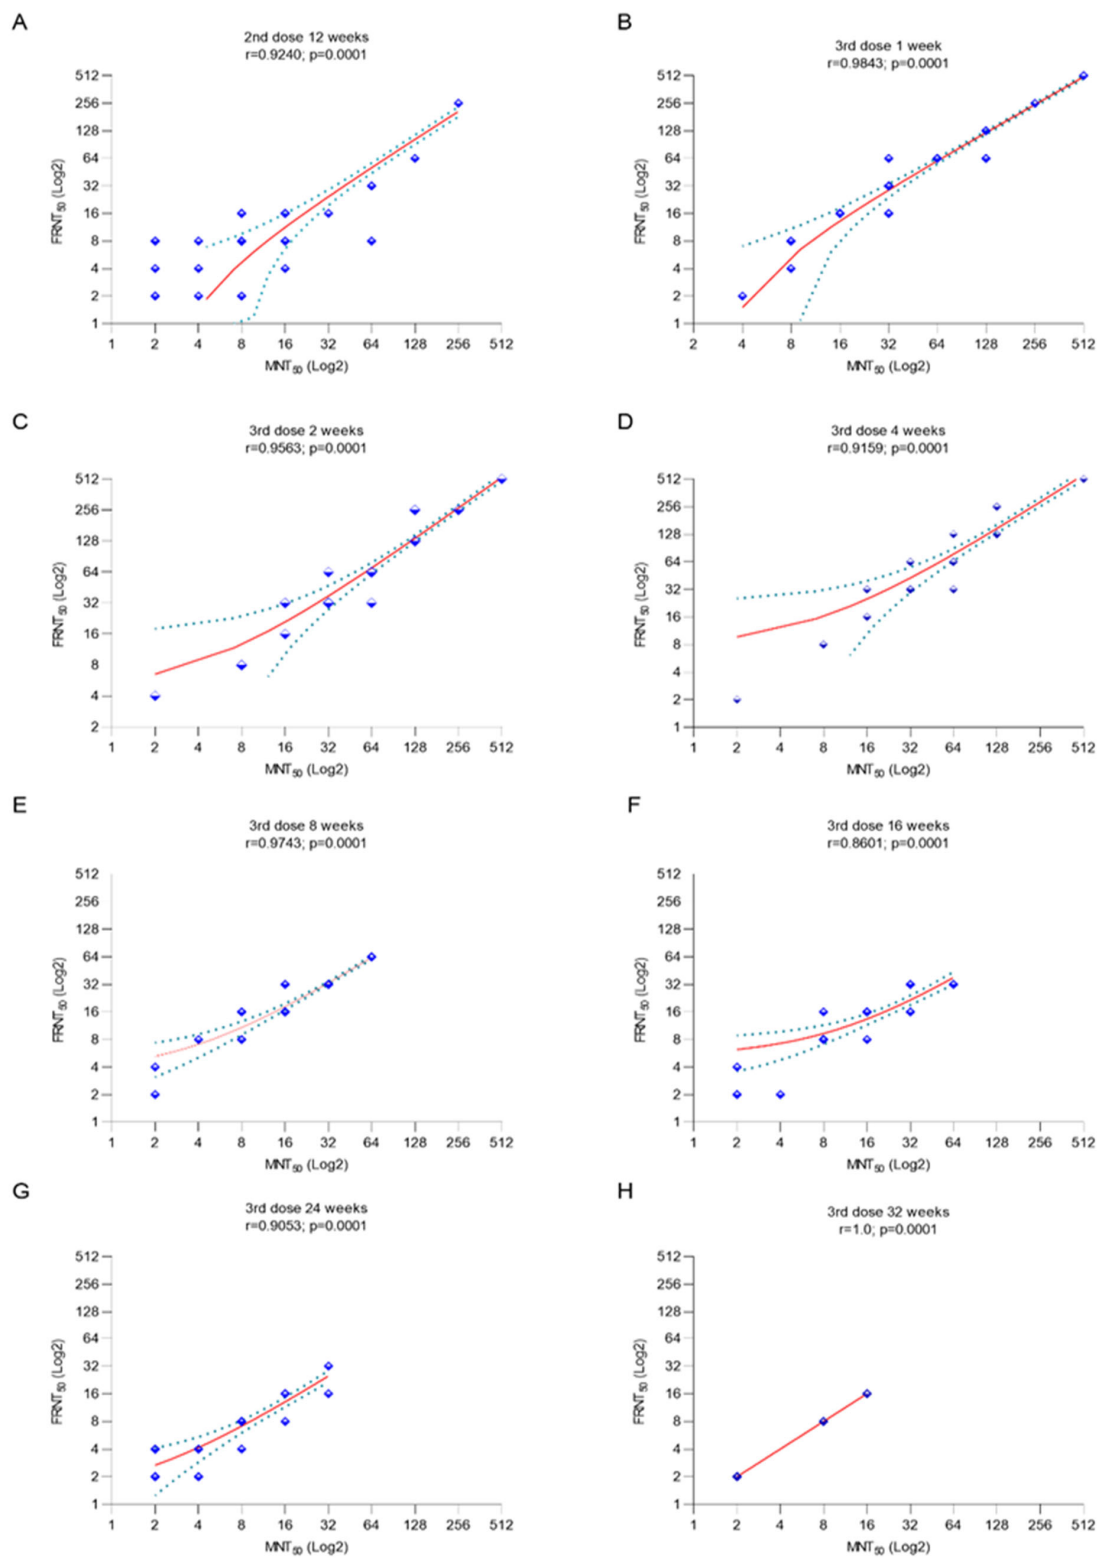 A
2nd dose 12 weeks
r=0.9240; p=0.0001
512
256
128
64
32
16
8
4
2
1
FRNT50 (Log2)
1 2 4 8 16 32 64 128 256 512
MNT50 (Log2)
B
3rd dose 1 week
r=0.9843; p=0.0001
512
256
128
64
32
16
8
4
2
1
FRNT50 (Log2)
2 4 8 16 32 64 128 256 512
MNT50 (Log2)
C
3rd dose 2 weeks
r=0.9563; p=0.0001
512
256
128
64
32
16
8
4
2
FRNT50 (Log2)
1 2 4 8 16 32 64 128 256 512
MNT50 (Log2)
D
3rd dose 4 weeks
r=0.9159; p=0.0001
512
256
128
64
32
16
8
4
2
1
FRNT50 (Log2)
1 2 4 8 16 32 64 128 256 512
MNT50 (Log2)
E
3rd dose 8 weeks
r=0.9743; p=0.0001
512
256
128
64
32
16
8
4
2
1
FRNT50 (Log2)
1 2 4 8 16 32 64 128 256 512
MNT50 (Log2)
F
3rd dose 16 weeks
r=0.8601; p=0.0001
512
256
128
64
32
16
8
4
2
1
FRNT50 (Log2)
1 2 4 8 16 32 64 128 256 512
MNT50 (Log2)
G
3rd dose 24 weeks
r=0.9053; p=0.0001
512
256
128
64
32
16
8
4
2
1
FRNT50 (Log2)
1 2 4 8 16 32 64 128 256 512
MNT50 (Log2)
H
3rd dose 32 weeks
r=1.0; p=0.0001
512
256
128
64
32
16
8
4
2
1
FRNT50 (Log2)
1 2 4 8 16 32 64 128 256 512
MNT50 (Log2)